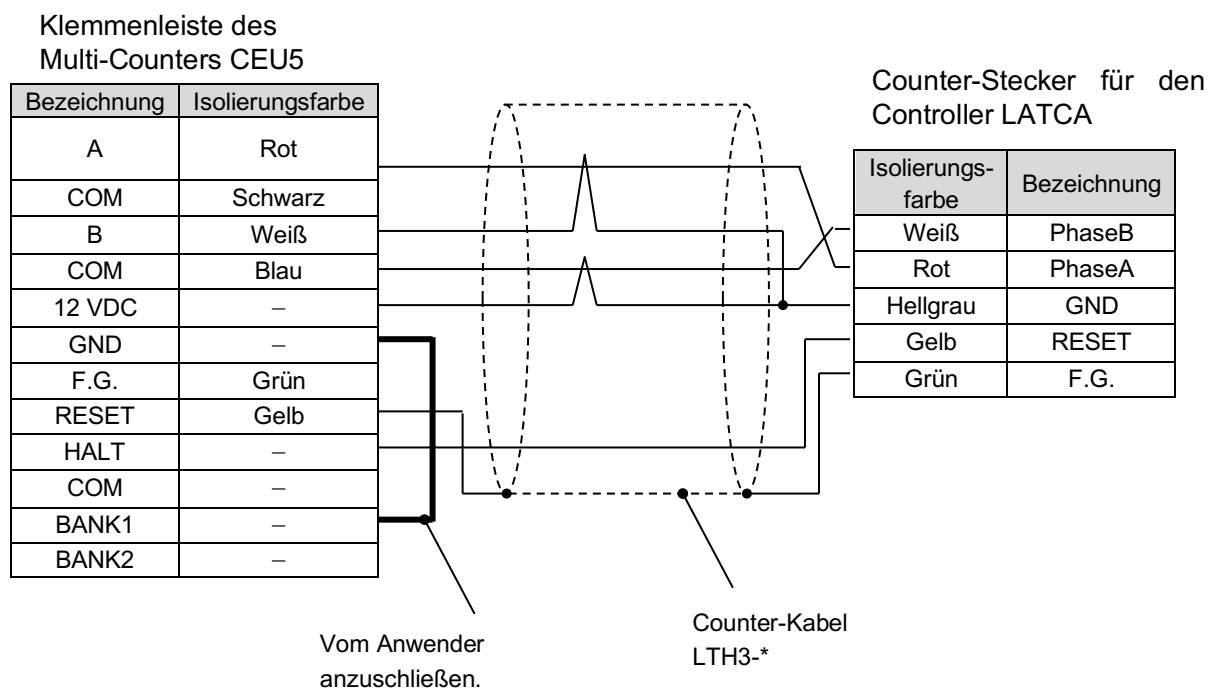 Klemmenleiste des
Multi-Counters CEU5
Bezeichnung Isolierungsfarbe
A Rot
COM Schwarz
B Weiß
COM Blau
12 VDC –
GND –
F.G. Grün
RESET Gelb
HALT –
COM –
BANK1 –
BANK2 –
Counter-Stecker für den
Controller LATCA
Isolierungs-
farbe
Bezeichnung
Weiß PhaseB
Rot PhaseA
Hellgrau GND
Gelb RESET
Grün F.G.
Vom Anwender
anzuschließen.
Counter-Kabel
LTH3-*